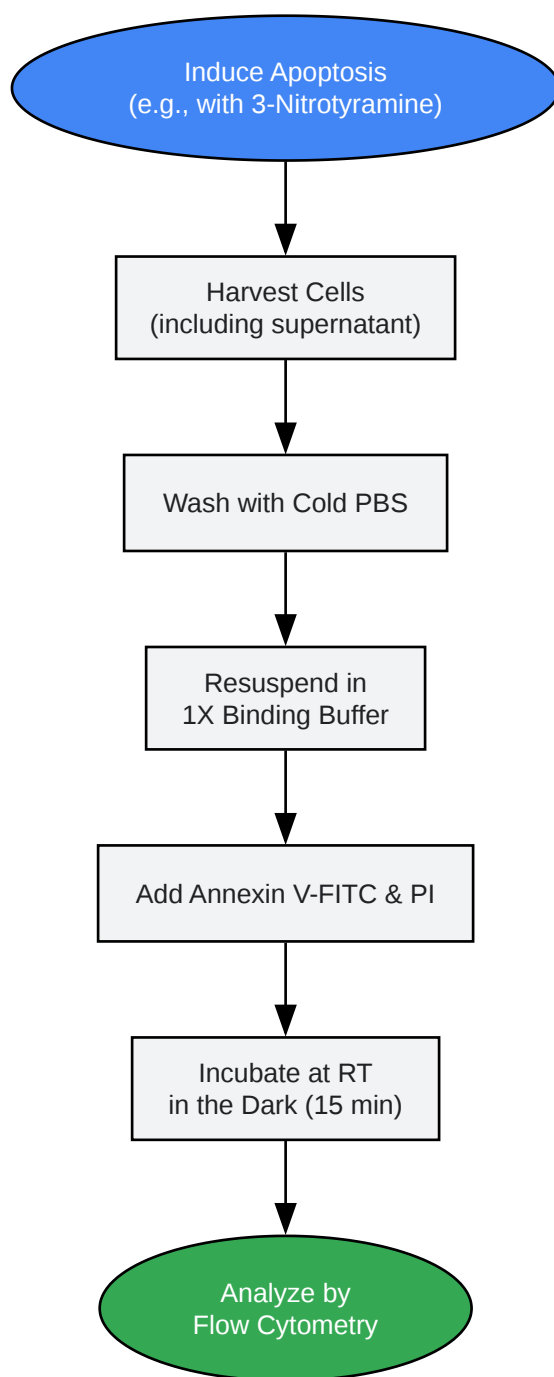 Induce Apoptosis
(e.g., with 3-Nitrotyramine)
Harvest Cells
(including supernatant)
Wash with Cold PBS
Resuspend in
1X Binding Buffer
Add Annexin V-FITC & PI
Incubate at RT
in the Dark (15 min)
Analyze by
Flow Cytometry